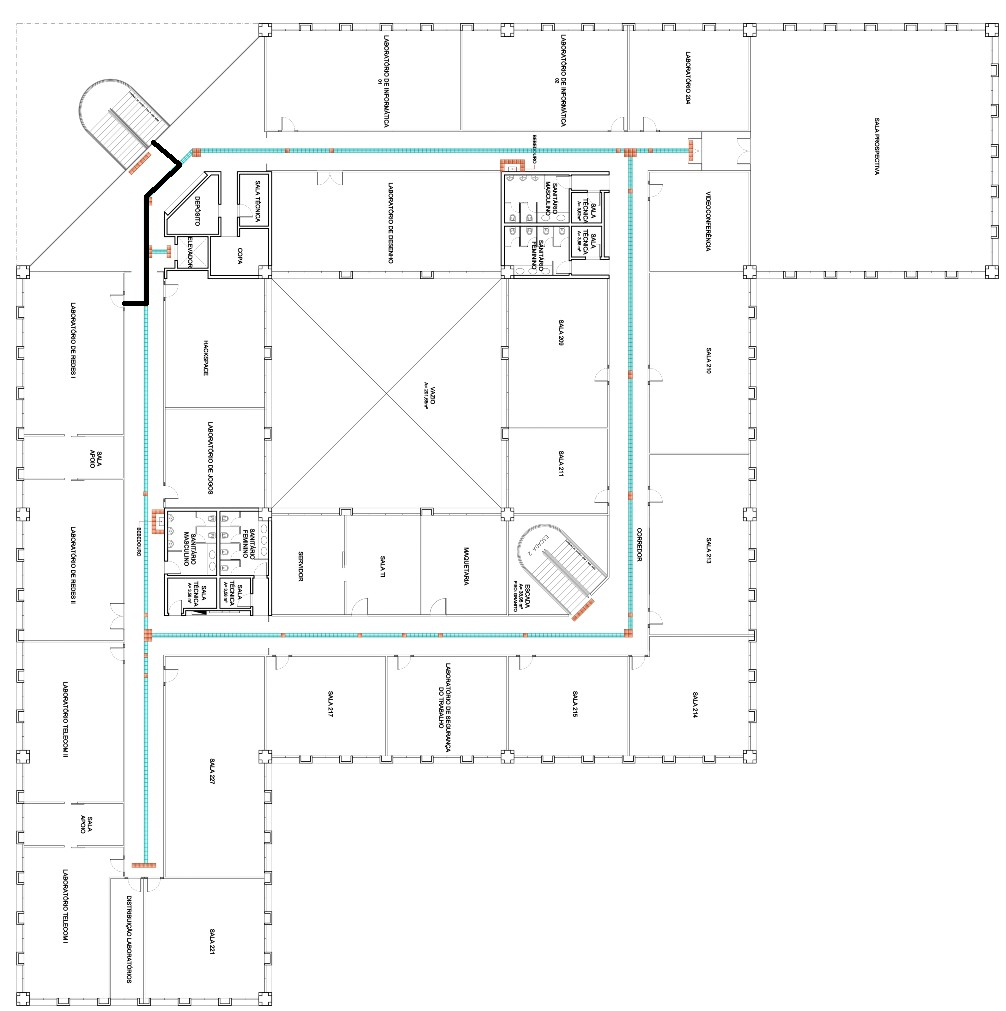 LABORATÓRIO DE INFORMÁTICA
01
LABORATÓRIO DE INFORMÁTICA
02
LABORATÓRIO 204
SALA PROSPECTIVA
BEBEDOURO
DEPÓSITO
SALA TÉCNICA
LABORATÓRIO DE DESENHO
SANITÁRIO
MASCULINO
SALA
TÉCNICA
VIDEOCONFERÊNCIA
ELEVADOR
COPA
SANITÁRIO
FEMININO
SALA
TÉCNICA
LABORATÓRIO DE REDES I
HACKSPACE
VAZIO
SALA 209
SALA 210
SALA
APOIO
LABORATÓRIO DE JOGOS
SALA 211
LABORATÓRIO DE REDES II
BEBEDOURO
SANITÁRIO
MASCULINO
SANITÁRIO
FEMININO
SERVIDOR
SALA TI
MAQUETARIA
ESCADA 2
ESCADA
CORREDOR
SALA 213
SALA
TÉCNICA
SALA
TÉCNICA
LABORATÓRIO TELECOM II
SALA 227
SALA 217
LABORATÓRIO DE SEGURANÇA
DO TRABALHO
SALA 215
SALA 214
SALA
APOIO
LABORATÓRIO TELECOM I
DISTRIBUIÇÃO LABORATÓRIOS
SALA 221